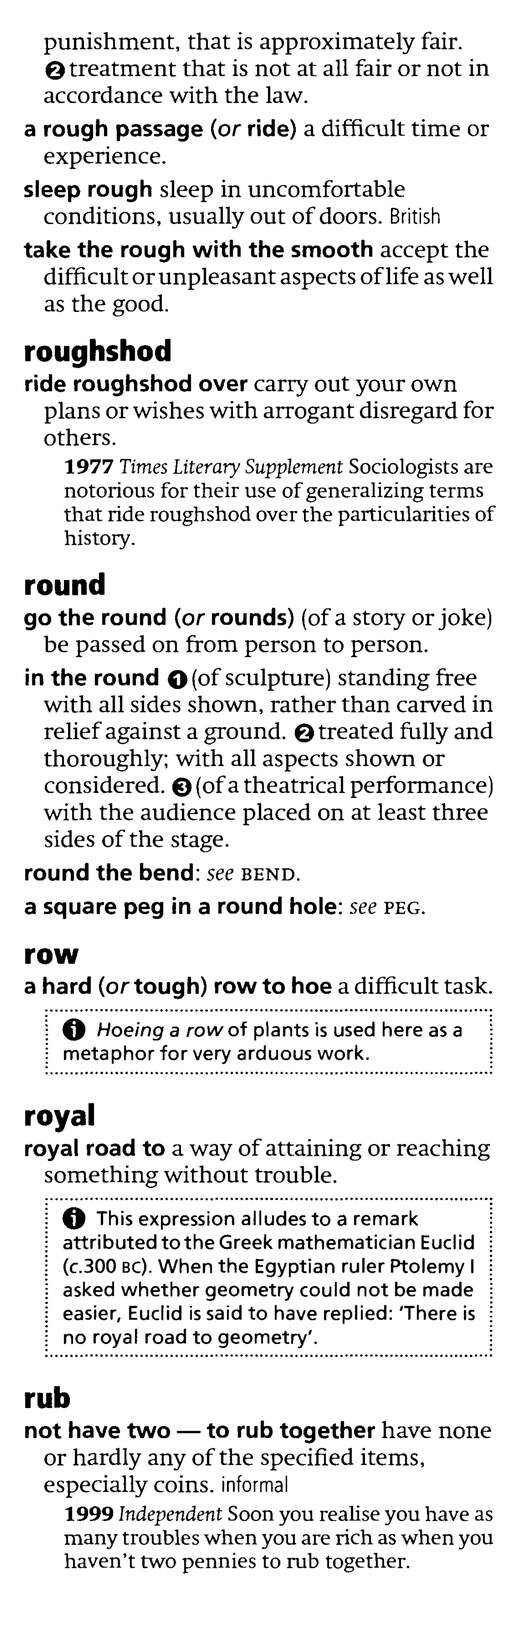 punishment, that is approximately fair.
❷ treatment that is not at all fair or not in
accordance with the law.
a rough passage (or ride) a difficult time or
experience.
sleep rough sleep in uncomfortable
conditions, usually out of doors. British
take the rough with the smooth accept the
difficult or unpleasant aspects of life as well
as the good.
roughshod
ride roughshod over carry out your own
plans or wishes with arrogant disregard for
others.
1977 Times Literary Supplement Sociologists are
notorious for their use of generalizing terms
that ride roughshod over the particularities of
history.
round
go the round (or rounds) (of a story or joke)
be passed on from person to person.
in the round ❶ (of sculpture) standing free
with all sides shown, rather than carved in
relief against a ground. ❷ treated fully and
thoroughly; with all aspects shown or
considered. ❸ (of a theatrical performance)
with the audience placed on at least three
sides of the stage.
round the bend: see BEND.
a square peg in a round hole: see PEG.
row
a hard (or tough) row to hoe a difficult task.
i Hoeing a row of plants is used here as a
metaphor for very arduous work.
royal
royal road to a way of attaining or reaching
something without trouble.
i This expression alludes to a remark
attributed to the Greek mathematician Euclid
(c.300 BC). When the Egyptian ruler Ptolemy I
asked whether geometry could not be made
easier, Euclid is said to have replied: ‘There is
no royal road to geometry’.
rub
not have two — to rub together have none
or hardly any of the specified items,
especially coins. informal
1999 Independent Soon you realise you have as
many troubles when you are rich as when you
haven't two pennies to rub together.